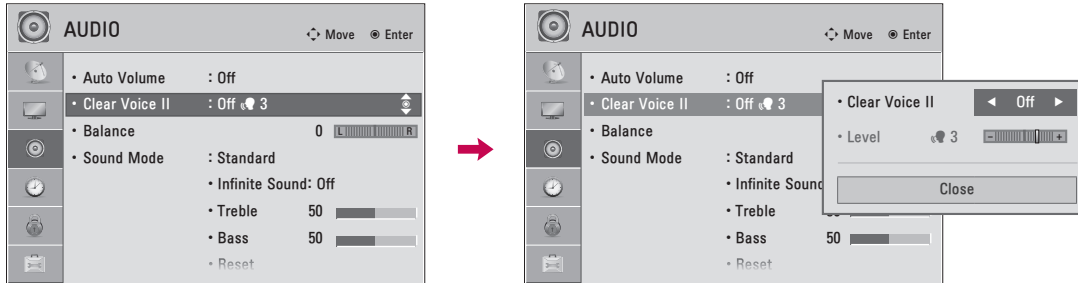 AUDIO
Move
Enter
• Auto Volume : Off
• Clear Voice II : Off 3
• Balance 0 L R
• Sound Mode : Standard
• Infinite Sound: Off
• Treble 50
• Bass 50
• Reset
AUDIO
Move
Enter
• Auto Volume : Off
• Clear Voice II : Off 3
• Balance
• Sound Mode : Standard
• Infinite Sound
• Treble
• Bass 50
• Reset
• Clear Voice II ◄ Off ►
• Level 3 - +
Close